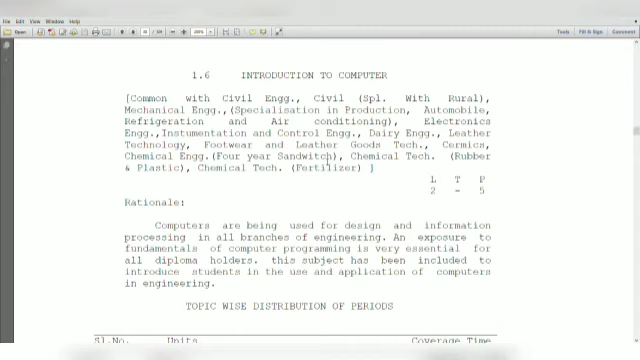 File Edit View Window Help
Open
Tools Fill & Sign Comment
1.6 INTRODUCTION TO COMPUTER
[Common with Civil Engg., Civil (Spl. With Rural),
Mechanical Engg.,(Specialisation in Production, Automobile,
Refrigeration and Air conditioning), Electronics
Engg.,Instumentation and Control Engg., Dairy Engg., Leather
Technology, Footwear and Leather Goods Tech., Cermics,
Chemical Engg.(Four year Sandwitch), Chemical Tech. (Rubber
& Plastic), Chemical Tech. (Fertilizer) ]
L T P
2 - 5
Rationale:
Computers are being used for design and information
processing in all branches of engineering. An exposure to
fundamentals of computer programming is very essential for
all diploma holders. this subject has been included to
introduce students in the use and application of computers
in engineering.
TOPIC WISE DISTRIBUTION OF PERIODS
Sl.No. Units Coverage Time